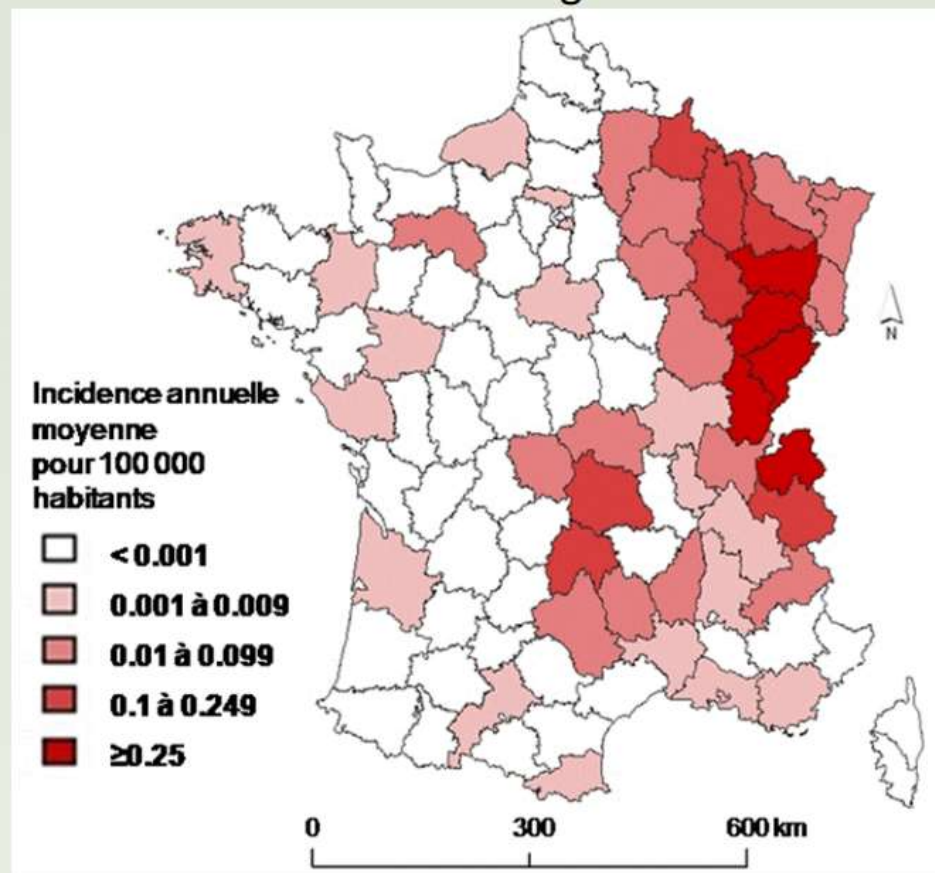 Incidence annuelle
moyenne
pour 100 000
habitants
< 0.001
0.001 à 0.009
0.01 à 0.099
0.1 à 0.249
≥0.25
N
0 300 600 km